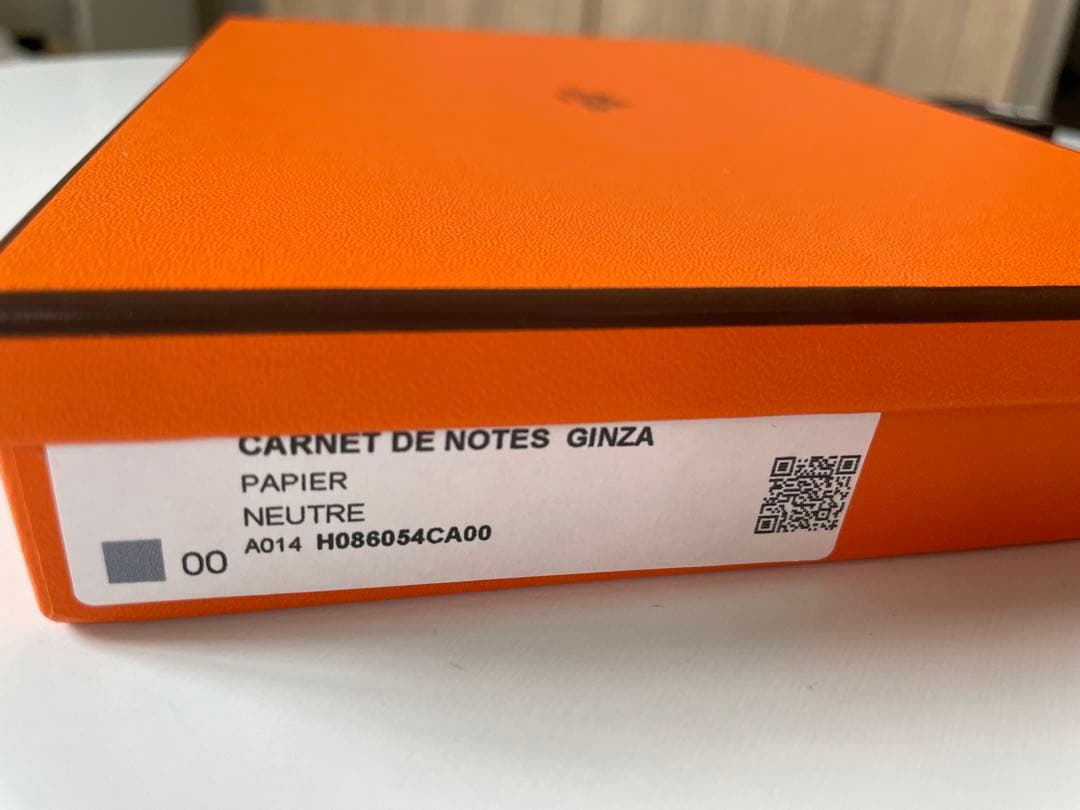 CARNET DE NOTES GINZA
PAPIER
NEUTRE
A014 H086054CA00
00